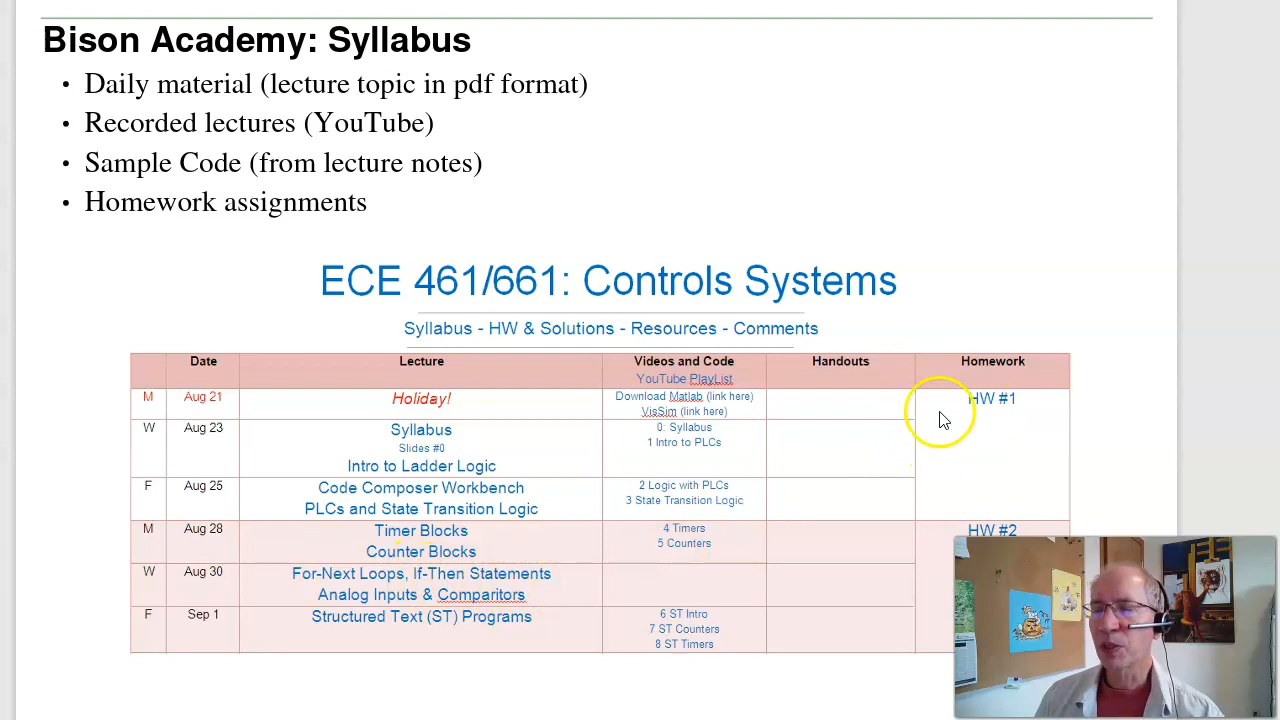 Bison Academy: Syllabus
• Daily material (lecture topic in pdf format)
• Recorded lectures (YouTube)
• Sample Code (from lecture notes)
• Homework assignments
ECE 461/661: Controls Systems
Syllabus - HW & Solutions - Resources - Comments
Date Lecture Videos and Code Handouts Homework
YouTube PlayList
M Aug 21 Holiday! Download Matlab (link here) HW #1
VisSim (link here)
W Aug 23 Syllabus 0: Syllabus
Slides #0 1 Intro to PLCs
Intro to Ladder Logic
F Aug 25 Code Composer Workbench 2 Logic with PLCs
PLCs and State Transition Logic 3 State Transition Logic
M Aug 28 Timer Blocks 4 Timers HW #2
Counter Blocks 5 Counters
W Aug 30 For-Next Loops, If-Then Statements
Analog Inputs & Comparitors
F Sep 1 Structured Text (ST) Programs 6 ST Intro
7 ST Counters
8 ST Timers